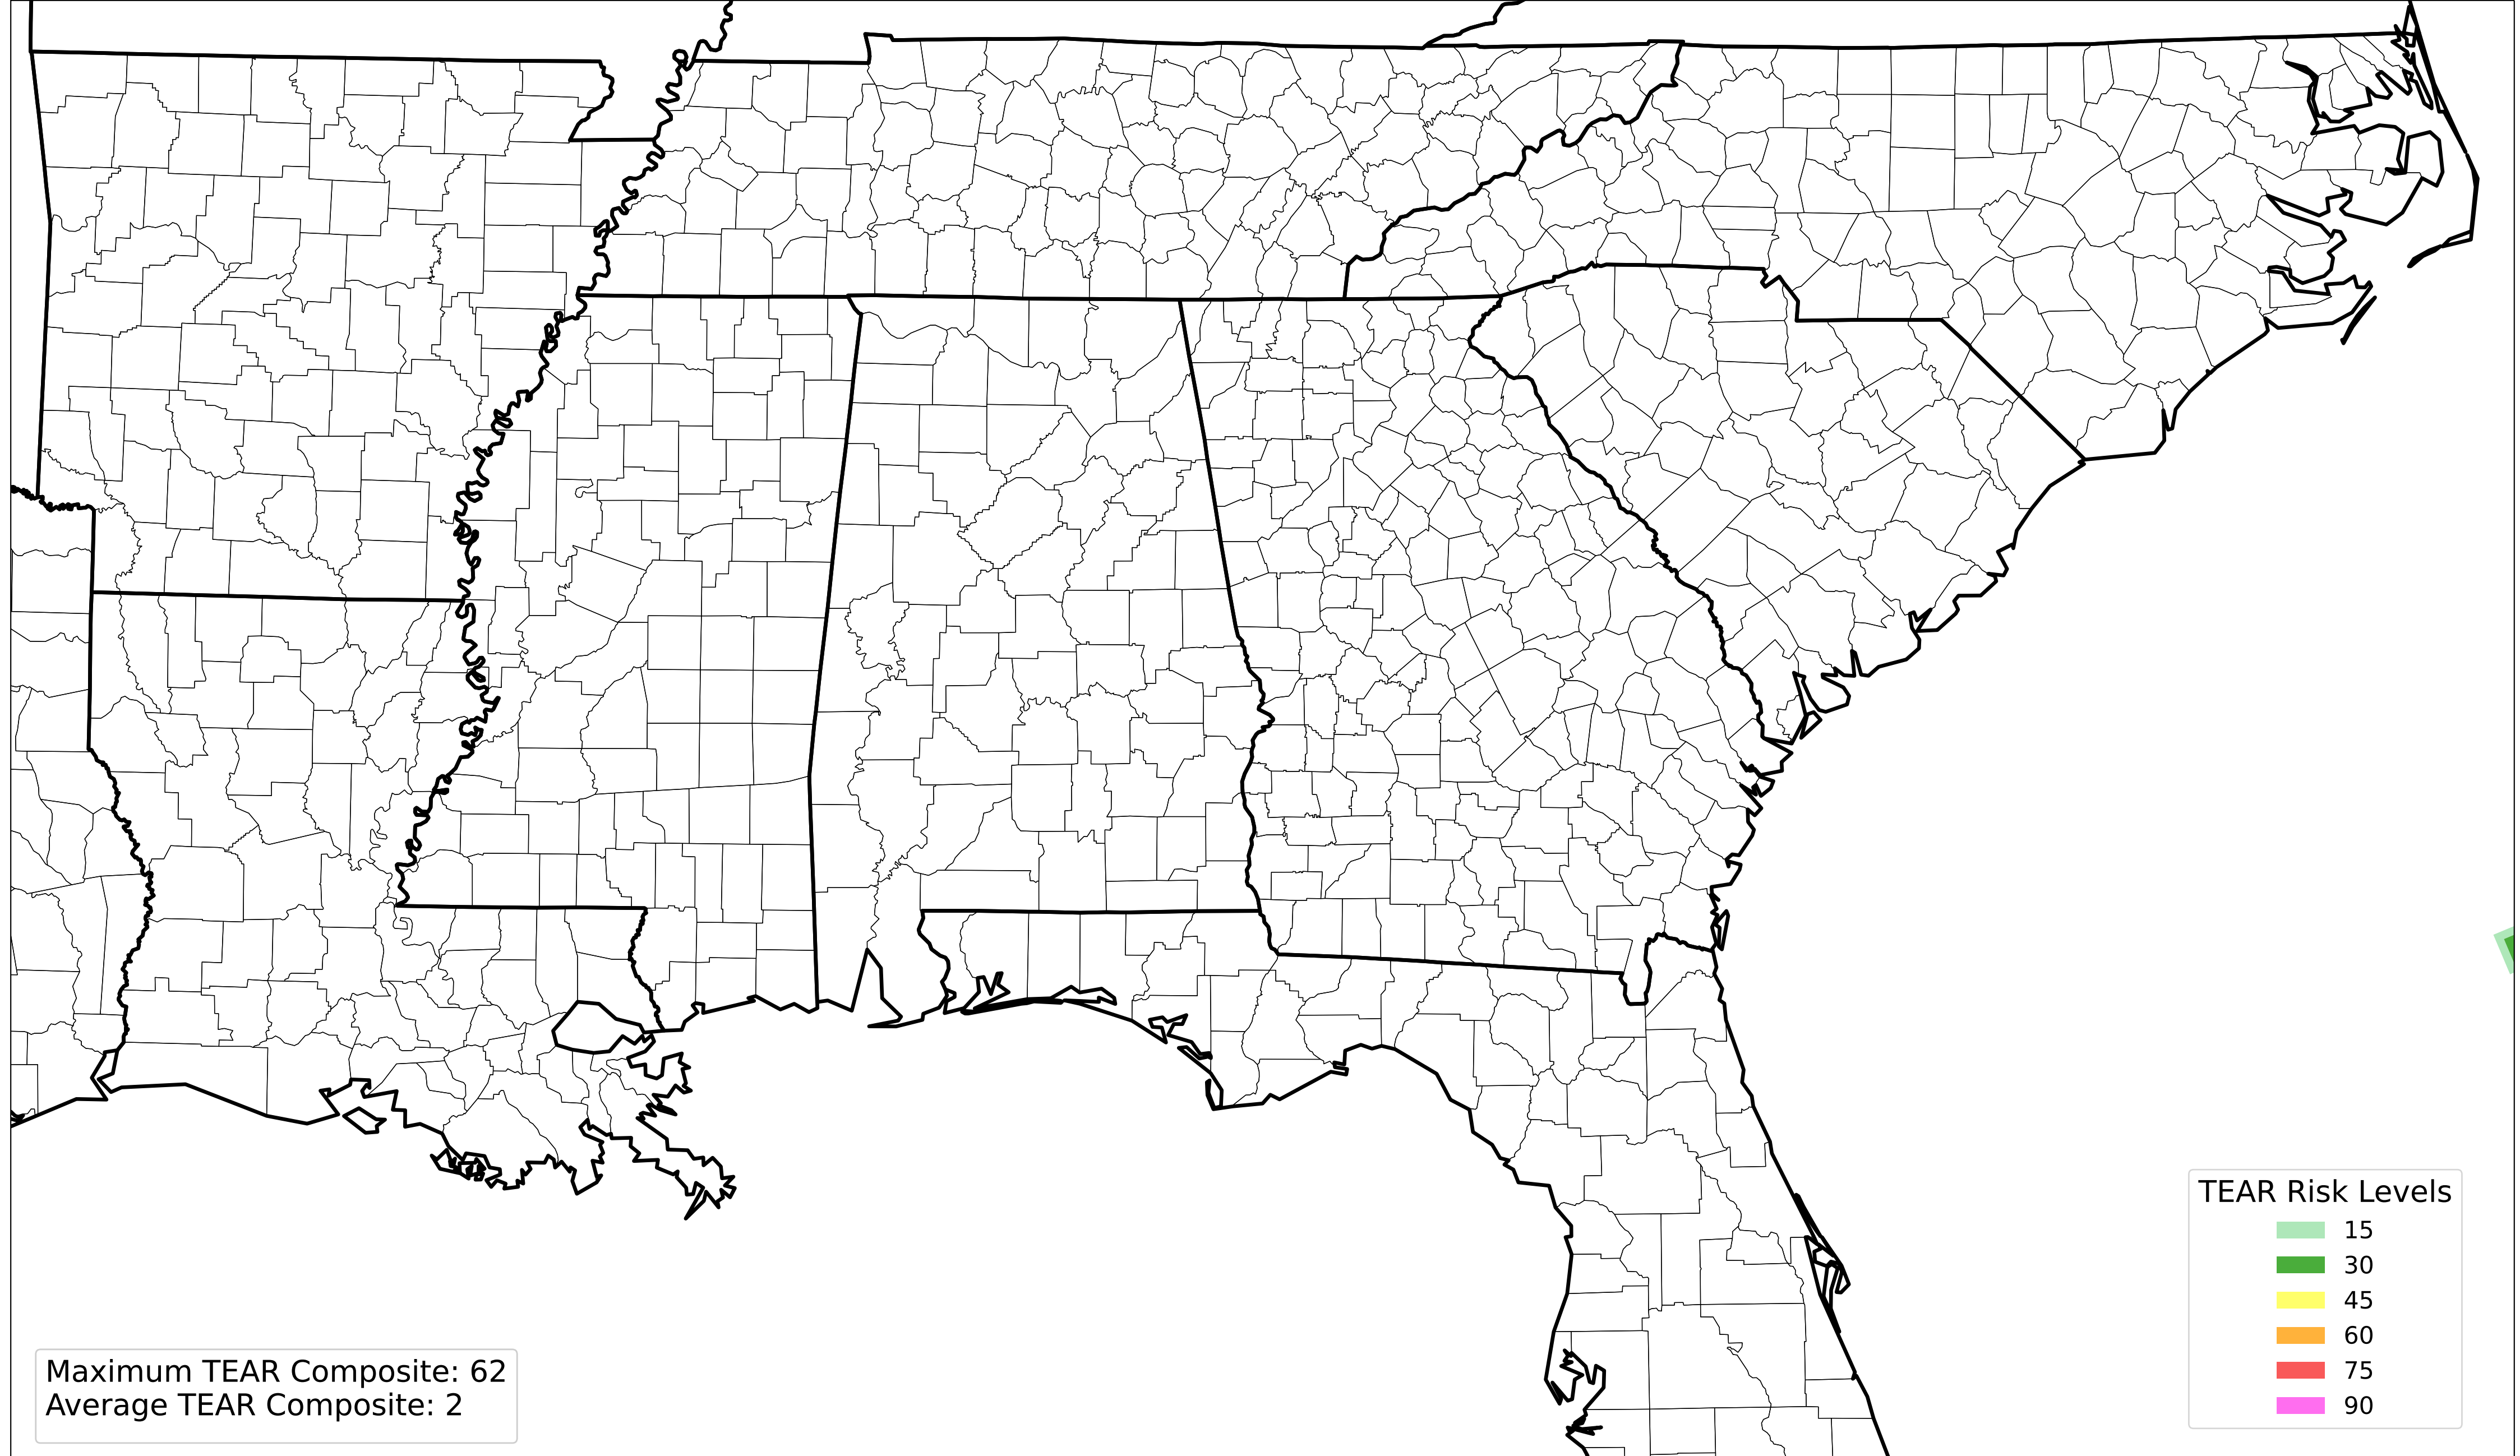 TEAR Risk Levels
15
30
45
60
75
90
Maximum TEAR Composite: 62
Average TEAR Composite: 2